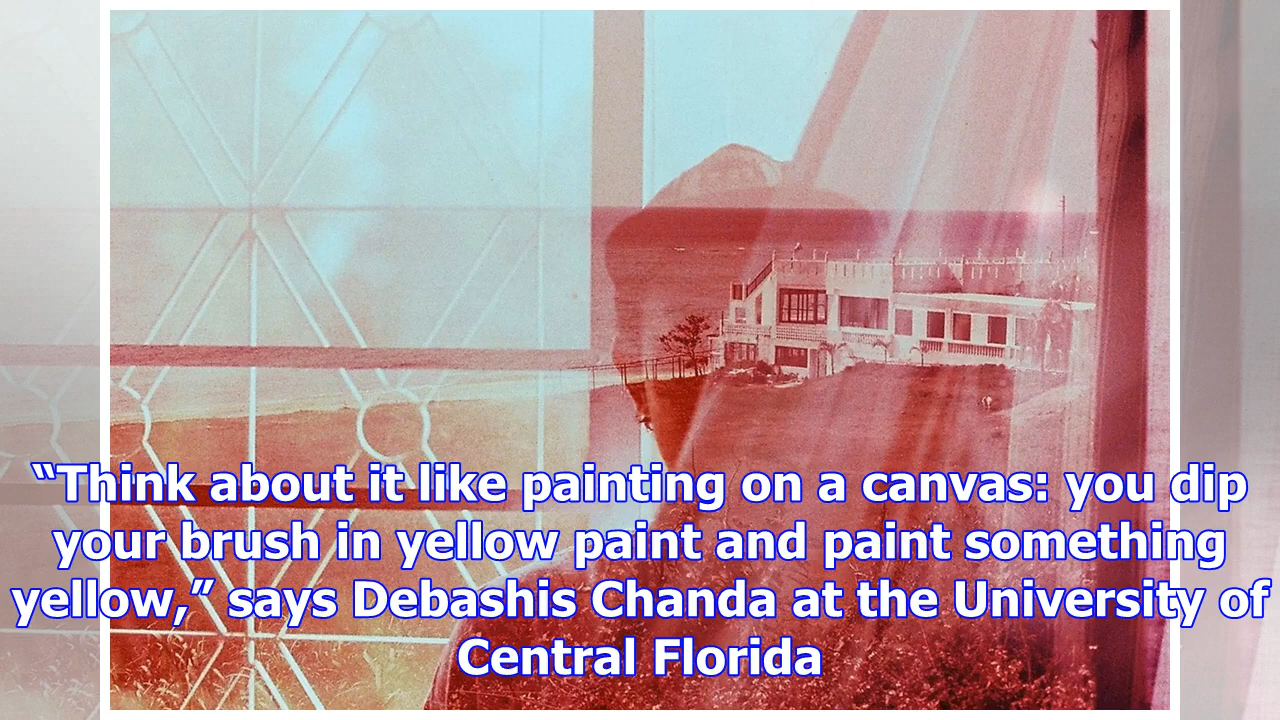 “Think about it like painting on a canvas: you dip
your brush in yellow paint and paint something
yellow,” says Debashis Chanda at the University of
Central Florida